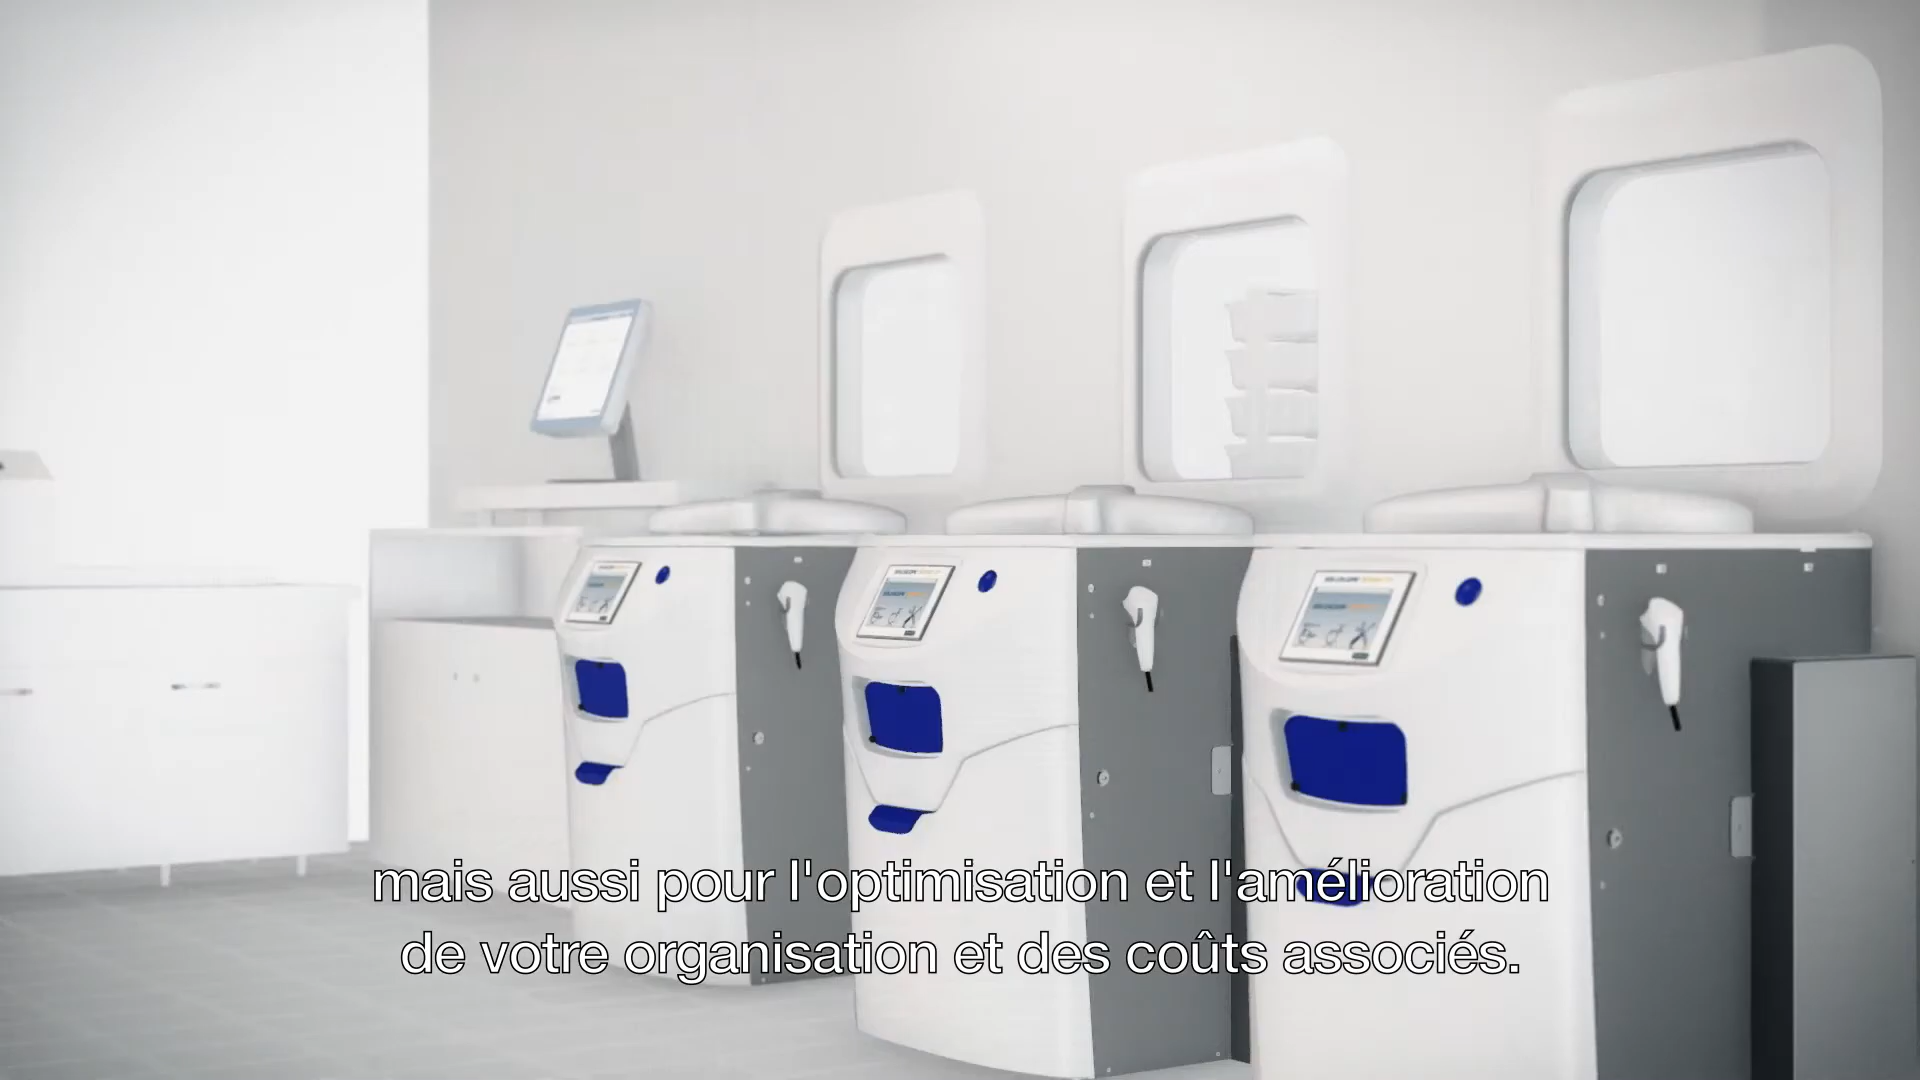 mais aussi pour l'optimisation et l'amélioration
de votre organisation et des coûts associés.